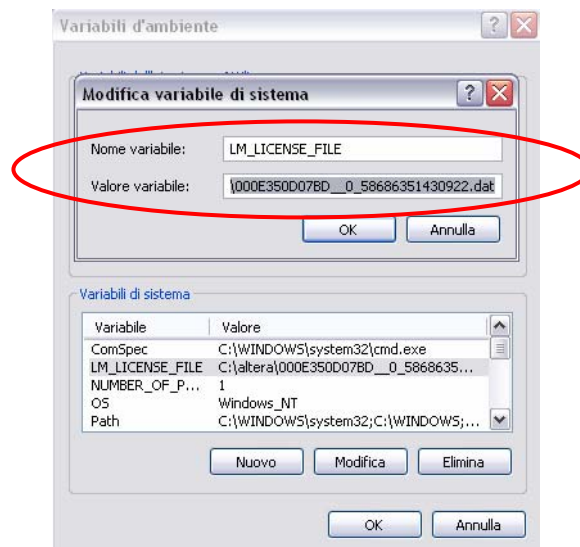 Variabili d'ambiente
Modifica variabile di sistema
Nome variabile: LM_LICENSE_FILE
Valore variabile: \000E350D07BD__0_58686351430922.dat
OK Annulla
Variabili di sistema
Variabile Valore
ComSpec C:\WINDOWS\system32\cmd.exe
LM_LICENSE_FILE C:\altera\000E350D07BD__0_5868635...
NUMBER_OF_P... 1
OS Windows_NT
Path C:\WINDOWS\system32;C:\WINDOWS;...
Nuovo Modifica Elimina
OK Annulla